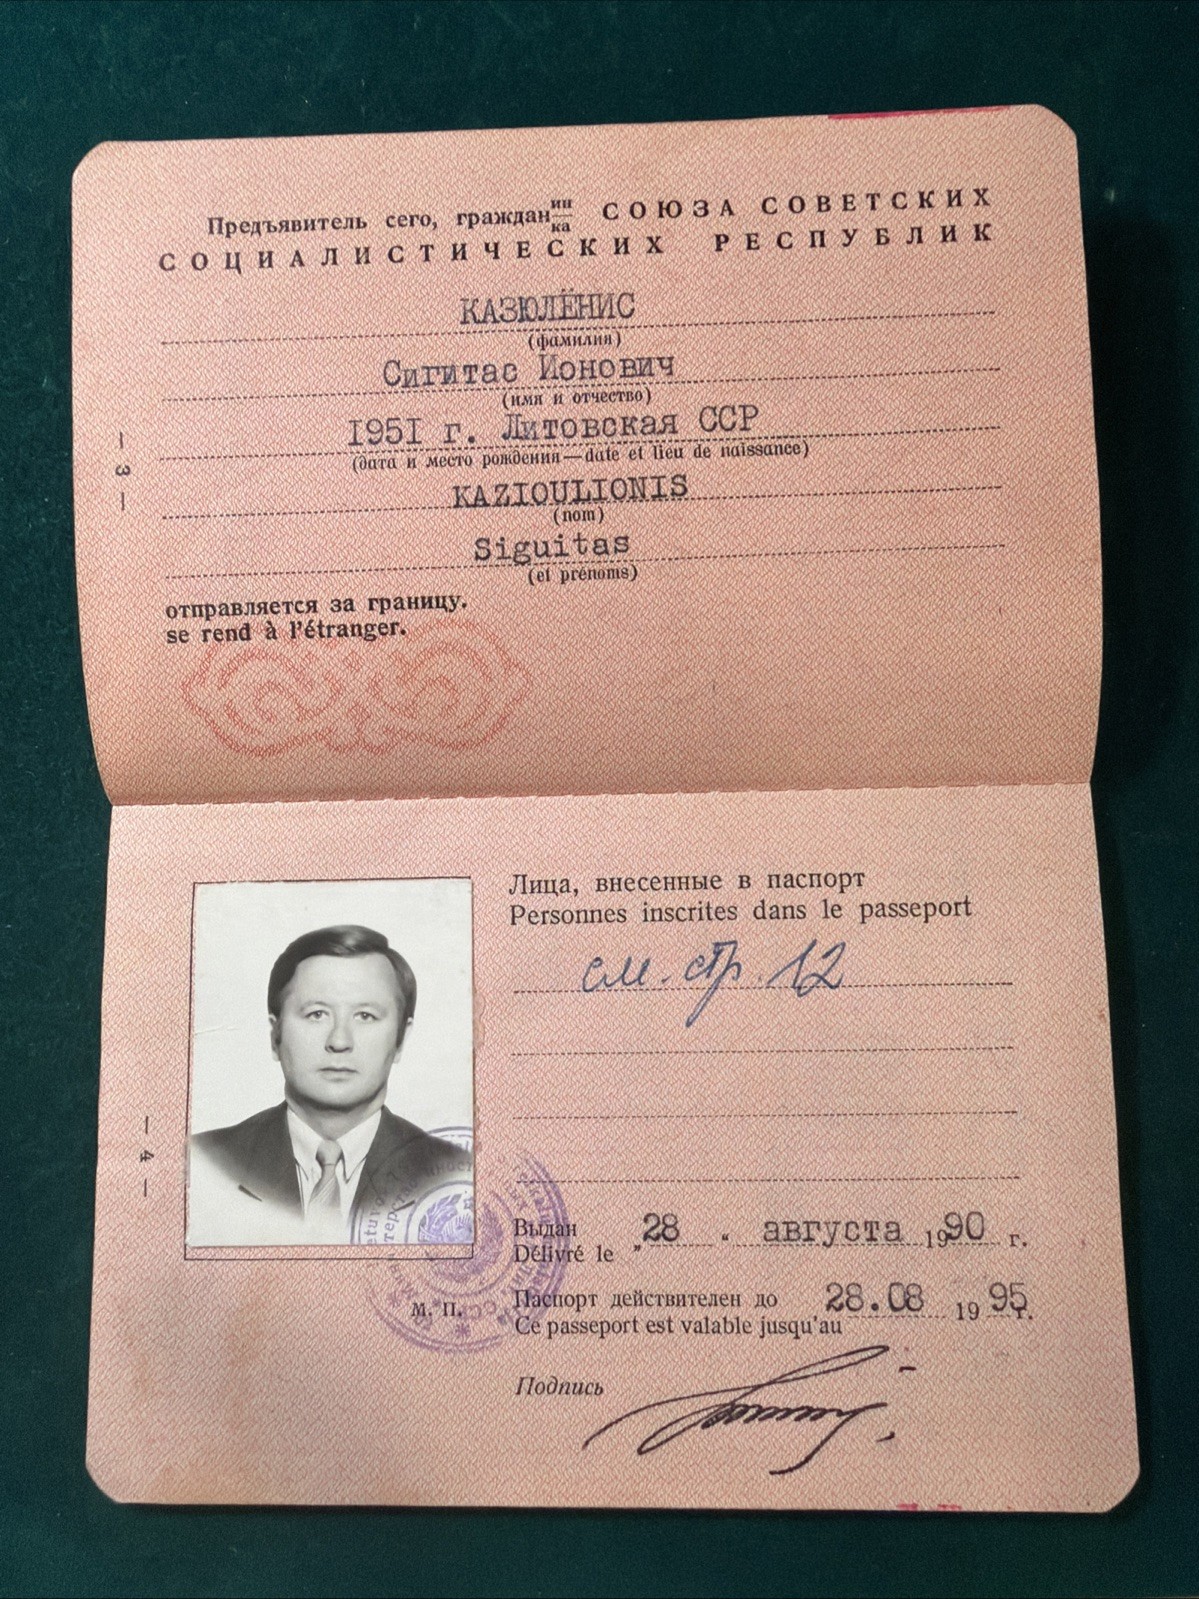 Предъявитель сего, граждан ин ка СОЮЗА СОВЕТСКИХ
СОЦИАЛИСТИЧЕСКИХ РЕСПУБЛИК
КАЗЮЛЁНИС
(фамилия)
Сигитас Ионович
(имя и отчество)
1951 г. Литовская ССР
(дата и место рождения—date et lieu de naissance)
KAZIOULIONIS
(nom)
Siguitas
(et prénoms)
отправляется за границу.
se rend à l'étranger.
— 3 —
Лица, внесенные в паспорт
Personnes inscrites dans le passeport
см. стр. 12
Выдан
Délivré le „ 28 “ августа 1990 г.
Паспорт действителен до 28.08 1995 г.
Ce passeport est valable jusqu'au
М. П.
Подпись
— 4 —